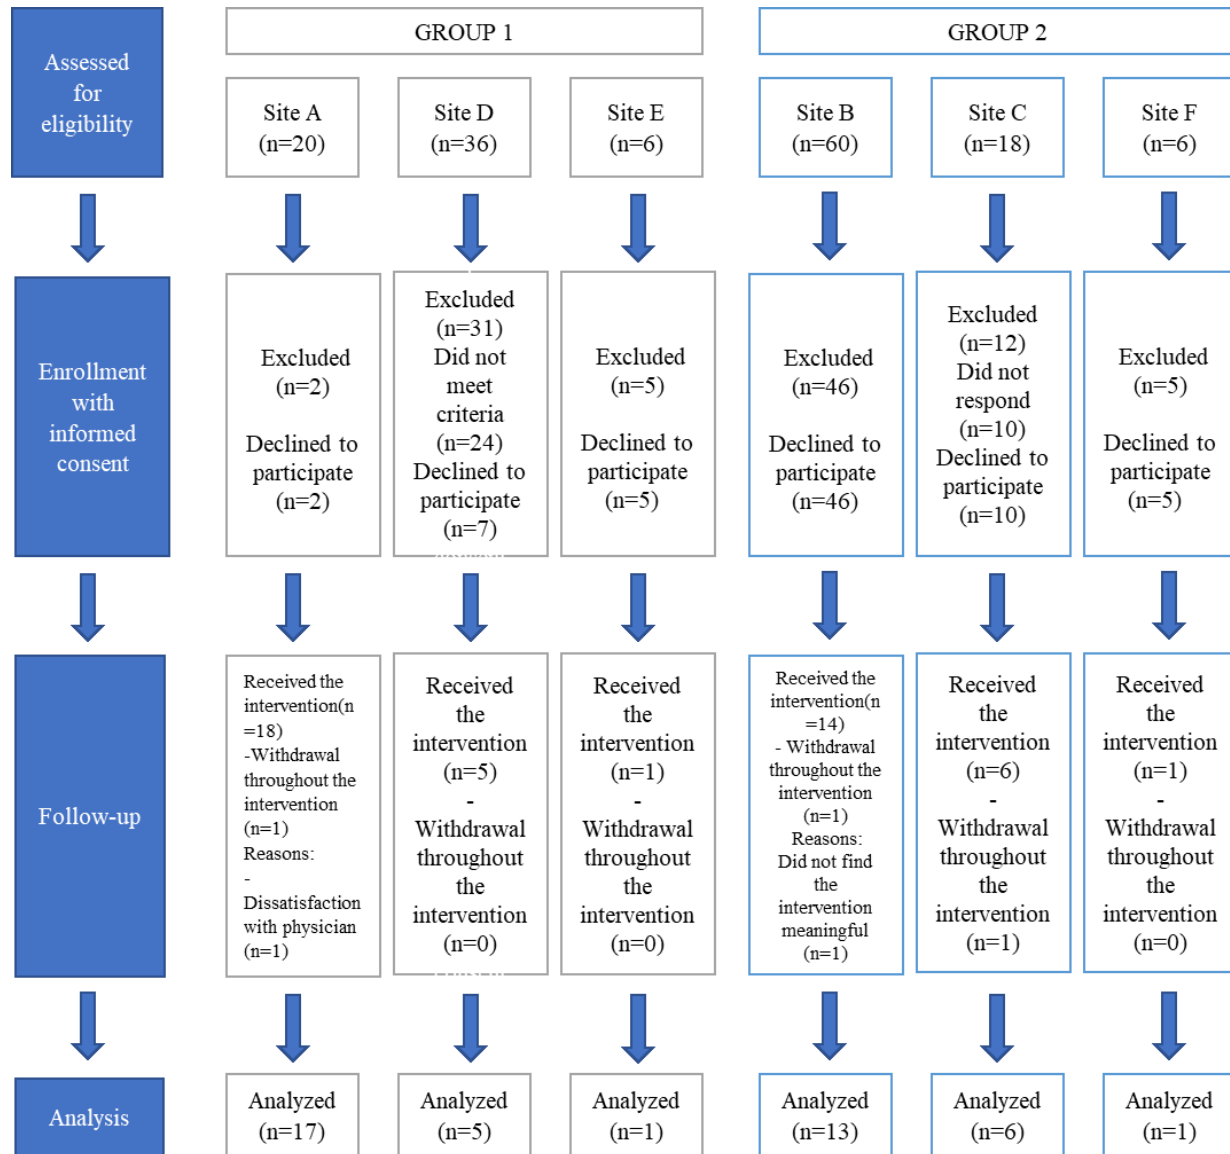 Assessed
for
eligibility
GROUP 1
GROUP 2
Site A
(n=20)
Site D
(n=36)
Site E
(n=6)
Site B
(n=60)
Site C
(n=18)
Site F
(n=6)
Enrollment
with
informed
consent
Excluded
(n=2)
Declined to
participate
(n=2)
Excluded
(n=31)
Did not
meet
criteria
(n=24)
Declined to
participate
(n=7)
Excluded
(n=5)
Declined to
participate
(n=5)
Excluded
(n=46)
Declined to
participate
(n=46)
Excluded
(n=12)
Did not
respond
(n=10)
Declined to
participate
(n=10)
Excluded
(n=5)
Declined to
participate
(n=5)
Follow-up
Received the
intervention(n
=18)
-Withdrawal
throughout the
intervention
(n=1)
Reasons:
-
Dissatisfaction
with physician
(n=1)
Received
the
intervention
(n=5)
-
Withdrawal
throughout
the
intervention
(n=0)
Received
the
intervention
(n=1)
-
Withdrawal
throughout
the
intervention
(n=0)
Received the
intervention(n
=14)
- Withdrawal
throughout the
intervention
(n=1)
Reasons:
Did not find
the
intervention
meaningful
(n=1)
Received
the
intervention
(n=6)
-
Withdrawal
throughout
the
intervention
(n=1)
Received
the
intervention
(n=1)
-
Withdrawal
throughout
the
intervention
(n=0)
Analysis
Analyzed
(n=17)
Analyzed
(n=5)
Analyzed
(n=1)
Analyzed
(n=13)
Analyzed
(n=6)
Analyzed
(n=1)